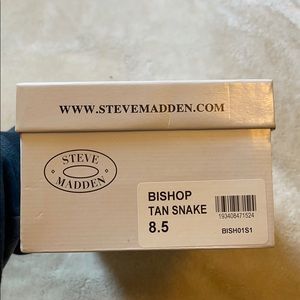 WWW.STEVEMADDEN.COM
STEVE
MADDEN
BISHOP
TAN SNAKE
8.5
193408471524
BISH01S1